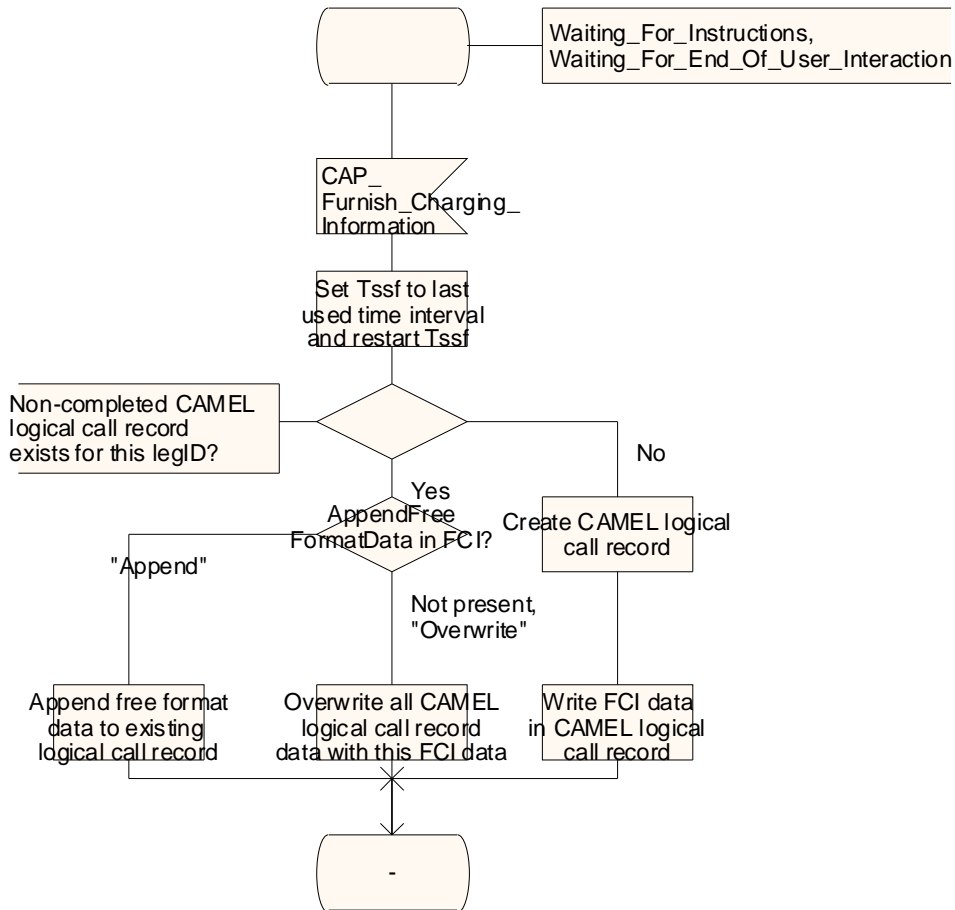 Waiting_For_Instructions,
Waiting_For_End_Of_User_Interaction
CAP_
Furnish_Charging_
Information
Set Tssf to last
used time interval
and restart Tssf
Non-completed CAMEL
logical call record
exists for this legID?
No
Yes
AppendFree
FormatData in FCI?
Create CAMEL logical
call record
"Append"
Not present,
"Overwrite"
Append free format
data to existing
logical call record
Overwrite all CAMEL
logical call record
data with this FCI data
Write FCI data
in CAMEL logical
call record
-